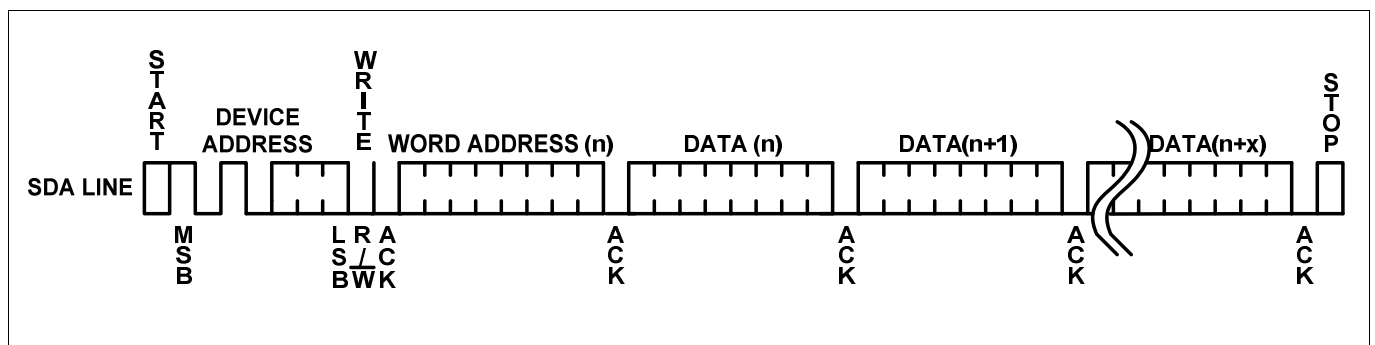 START
WRITE
STOP
DEVICE
ADDRESS
WORD ADDRESS (n)
DATA (n)
DATA(n+1)
DATA(n+x)
SDA LINE
MSB
LSB
R/W
ACK
ACK
ACK
ACK
ACK